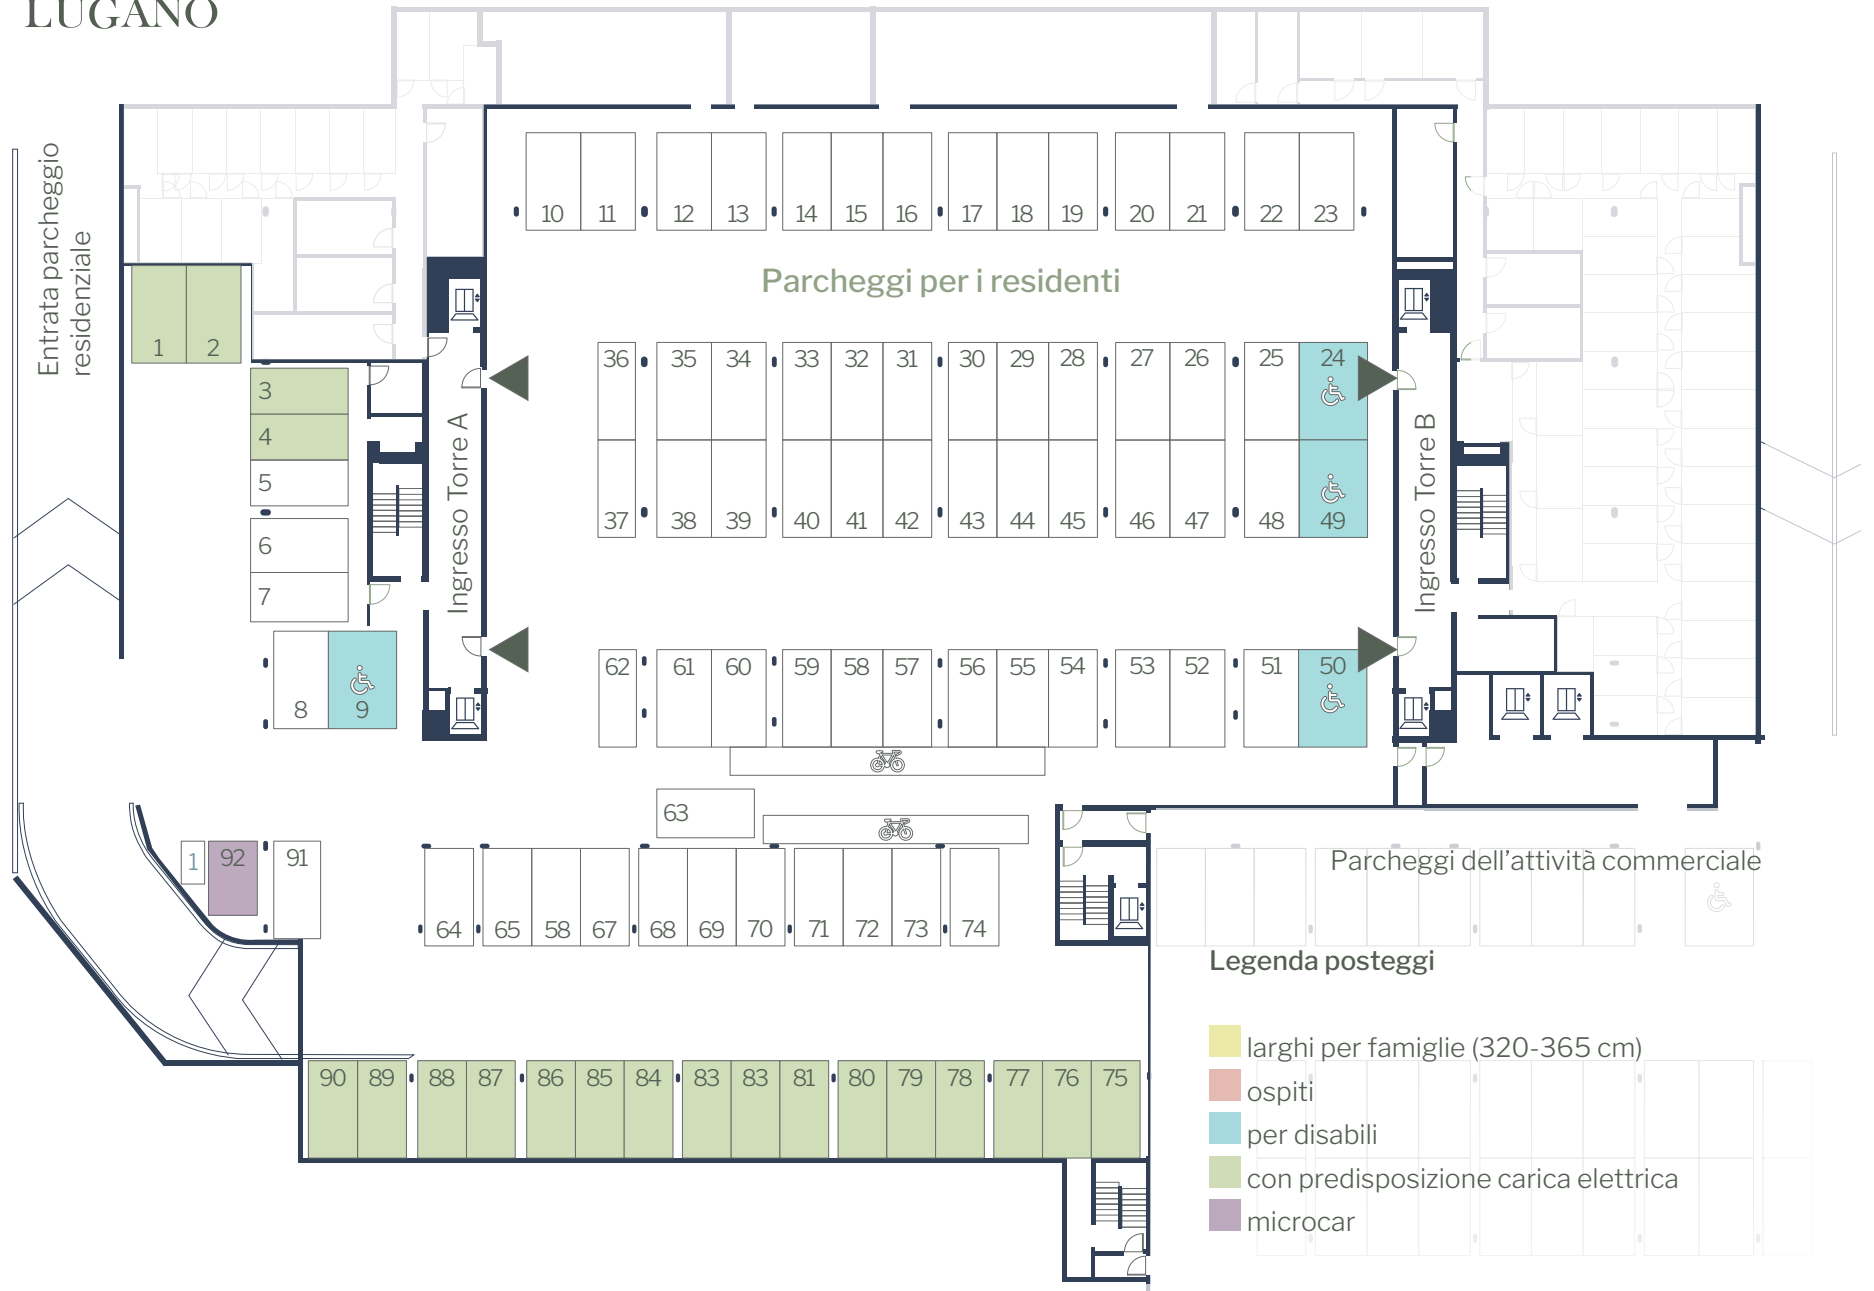 LUGANO
Entrata parcheggio
residenziale
10 11 12 13 14 15 16 17 18 19 20 21 22 23
Parcheggi per i residenti
1 2
3
4
5
6
7
8 9
Ingresso Torre A
36 35 34 33 32 31 30 29 28 27 26 25 24
37 38 39 40 41 42 43 44 45 46 47 48 49
Ingresso Torre B
62 61 60 59 58 57 56 55 54 53 52 51 50
63
1 92 91
64 65 58 67 68 69 70 71 72 73 74
Parcheggi dell'attività commerciale
90 89 88 87 86 85 84 83 83 81 80 79 78 77 76 75
Legenda posteggi
larghi per famiglie (320-365 cm)
ospiti
per disabili
con predisposizione carica elettrica
microcar